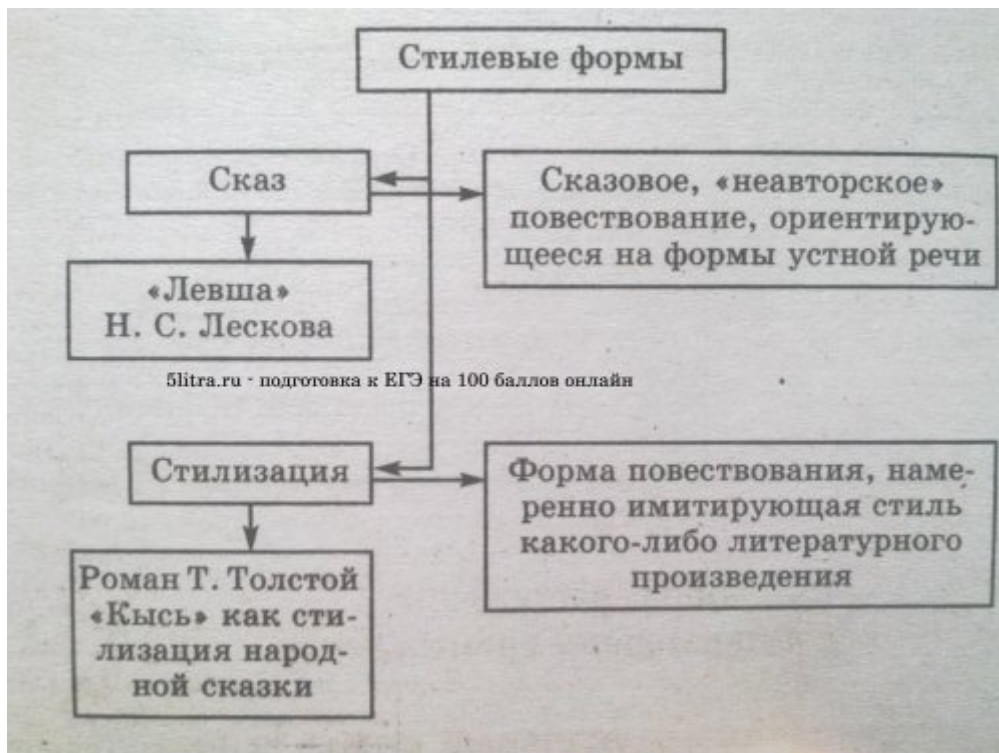 Стилевые формы
Сказ
Сказовое, «неавторское»
повествование, ориентирую-
щееся на формы устной речи
«Левша»
Н. С. Лескова
5litra.ru - подготовка к ЕГЭ на 100 баллов онлайн
Стилизация
Форма повествования, наме-
ренно имитирующая стиль
какого-либо литературного
произведения
Роман Т. Толстой
«Кысь» как сти-
лизация народ-
ной сказки